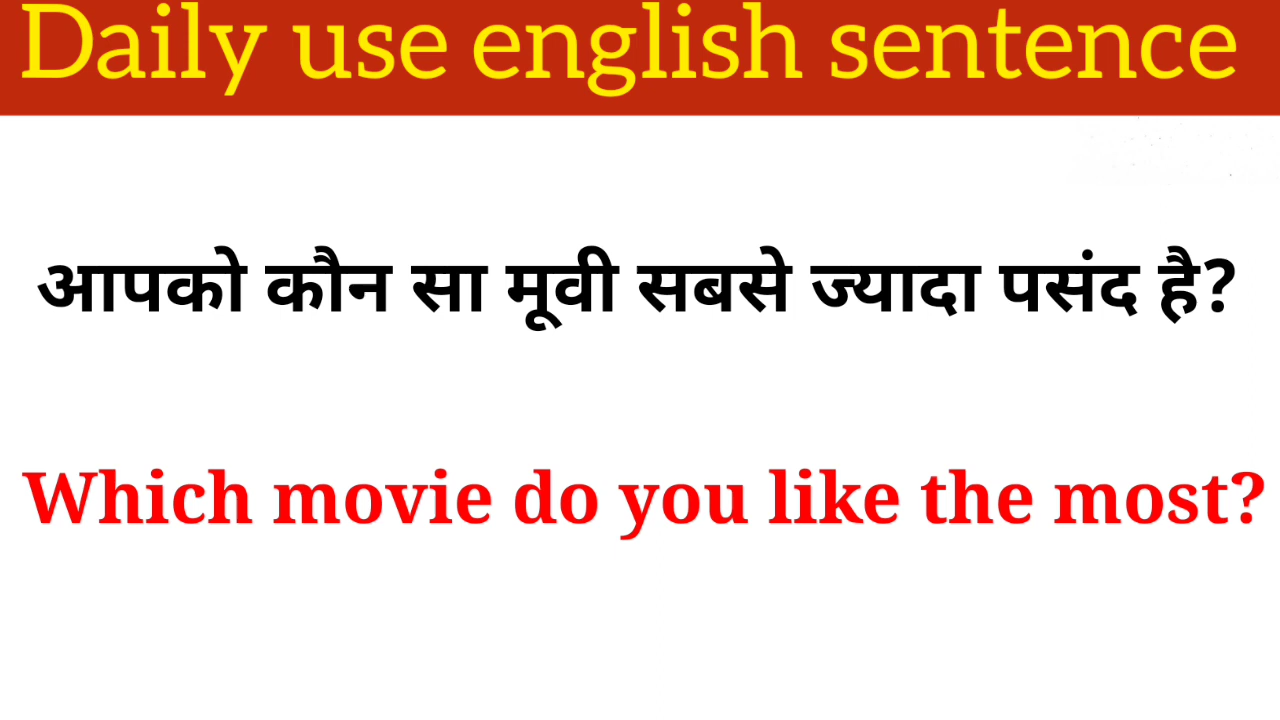 Daily use english sentence
आपको कौन सा मूवी सबसे ज्यादा पसंद है?
Which movie do you like the most?